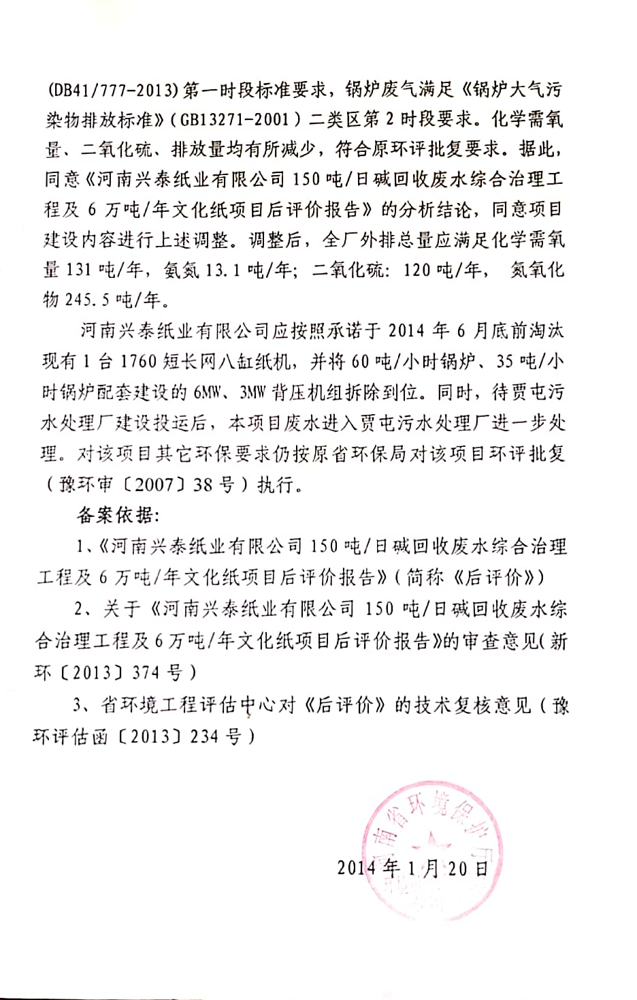 (DB41/777-2013)第一时段标准要求，锅炉废气满足《锅炉大气污
染物排放标准》(GB13271-2001)二类区第2时段要求。化学需氧
量、二氧化硫、排放量均有所减少，符合原环评批复要求。据此，
同意《河南兴泰纸业有限公司150吨/日碱回收废水综合治理工
程及 6 万吨/年文化纸项目后评价报告》的分析结论，同意项目
建设内容进行上述调整。调整后，全厂外排总量应满足化学需氧
量131吨/年，氨氮13.1吨/年；二氧化硫：120吨/年， 氮氧化
物245.5吨/年。
河南兴泰纸业有限公司应按照承诺于 2014 年 6 月底前淘汰
现有1台1760短长网八缸纸机，并将60吨/小时锅炉、35吨/小
时锅炉配套建设的6MW、3MW背压机组拆除到位。同时，待贾屯污
水处理厂建设投运后，本项目废水进入贾屯污水处理厂进一步处
理。对该项目其它环保要求仍按原省环保局对该项目环评批复
（豫环审〔2007〕38号）执行。
备案依据：
1、《河南兴泰纸业有限公司150吨/日碱回收废水综合治理
工程及6万吨/年文化纸项目后评价报告》（简称《后评价》）
2、关于《河南兴泰纸业有限公司 150 吨/日碱回收废水综
合治理工程及6万吨/年文化纸项目后评价报告》的审查意见（新
环〔2013〕374号）
3、省环境工程评估中心对《后评价》的技术复核意见（豫
环评估函〔2013〕234号）
河南省环境保护厅
2014年1月20日